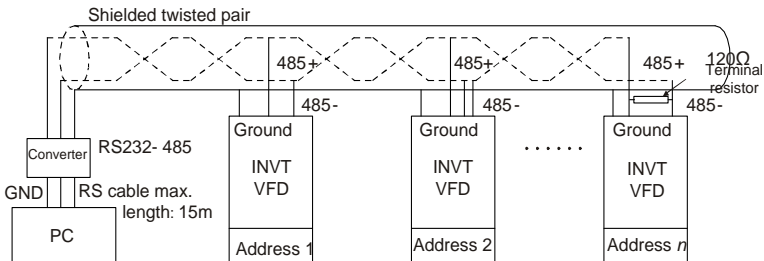 Shielded twisted pair
485+
485+
485+
120Ω
Terminal
resistor
485-
485-
485-
Ground
Ground
Ground
Converter
RS232- 485
INVT
VFD
INVT
VFD
......
INVT
VFD
GND
RS cable max.
length: 15m
PC
Address 1
Address 2
Address n